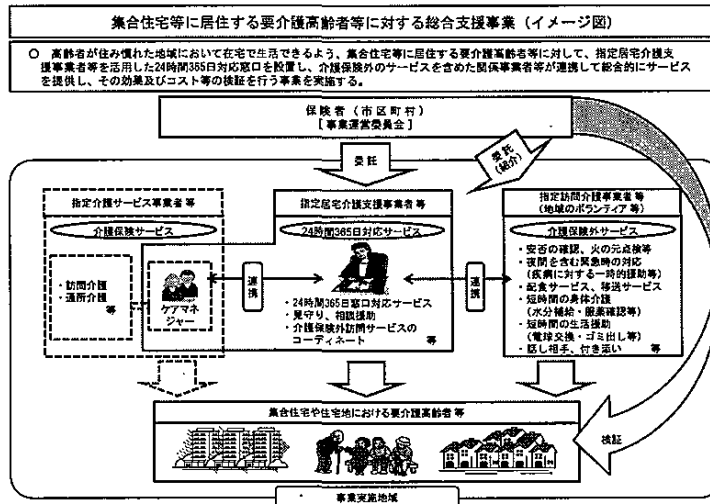 集合住宅等に居住する要介護高齢者等に対する総合支援事業（イメージ図）
○ 高齢者が住み慣れた地域において在宅で生活できるよう、集合住宅等に居住する要介護高齢者等に対して、指定居宅介護支
援事業者等を活用した24時間365日対応窓口を設置し、介護保険外のサービスを含めた関係事業者等が連携して総合的にサービス
を提供し、その効果及びコスト等の検証を行う事業を実施する。
保険者（市区町村）
［事業運営委員会］
委託
委託
（紹介）
指定介護サービス事業者等
介護保険サービス
・訪問介護
・通所介護
等
ケアマネ
ジャー
連携
指定居宅介護支援事業者等
24時間365日対応サービス
・24時間365日窓口対応サービス
・見守り、相談援助
・介護保険外訪問サービスの
コーディネート 等
連携
指定訪問介護事業者等
（地域のボランティア等）
介護保険外サービス
・安否の確認、火の元点検等
・夜間を含む緊急時の対応
（疾病に対する一時的援助等）
・配食サービス、移送サービス
・短時間の身体介護
（水分補給・服薬確認等）
・短時間の生活援助
（電球交換・ゴミ出し等）
・話し相手、付き添い 等
集合住宅や住宅地における要介護高齢者等
検証
事業実施地域